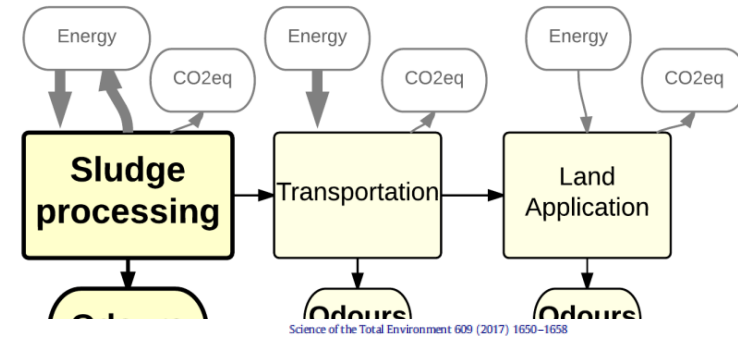 Energy
Energy
Energy
CO2eq
CO2eq
CO2eq
Sludge
processing
Transportation
Land
Application
Odours
Odours
Odours
Science of the Total Environment 609 (2017) 1650–1658